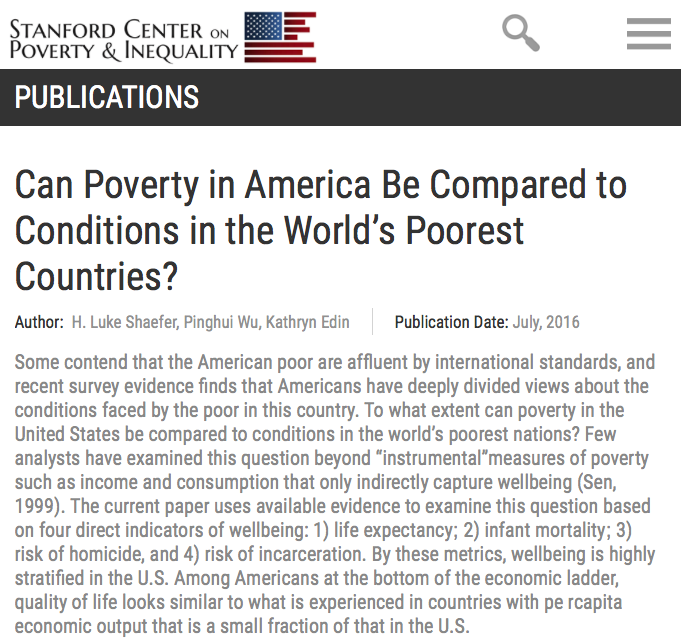 STANFORD CENTER ON
POVERTY & INEQUALITY
PUBLICATIONS
Can Poverty in America Be Compared to
Conditions in the World’s Poorest
Countries?
Author: H. Luke Shaefer, Pinghui Wu, Kathryn Edin
Publication Date: July, 2016
Some contend that the American poor are affluent by international standards, and
recent survey evidence finds that Americans have deeply divided views about the
conditions faced by the poor in this country. To what extent can poverty in the
United States be compared to conditions in the world’s poorest nations? Few
analysts have examined this question beyond “instrumental”measures of poverty
such as income and consumption that only indirectly capture wellbeing (Sen,
1999). The current paper uses available evidence to examine this question based
on four direct indicators of wellbeing: 1) life expectancy; 2) infant mortality; 3)
risk of homicide, and 4) risk of incarceration. By these metrics, wellbeing is highly
stratified in the U.S. Among Americans at the bottom of the economic ladder,
quality of life looks similar to what is experienced in countries with pe rcapita
economic output that is a small fraction of that in the U.S.